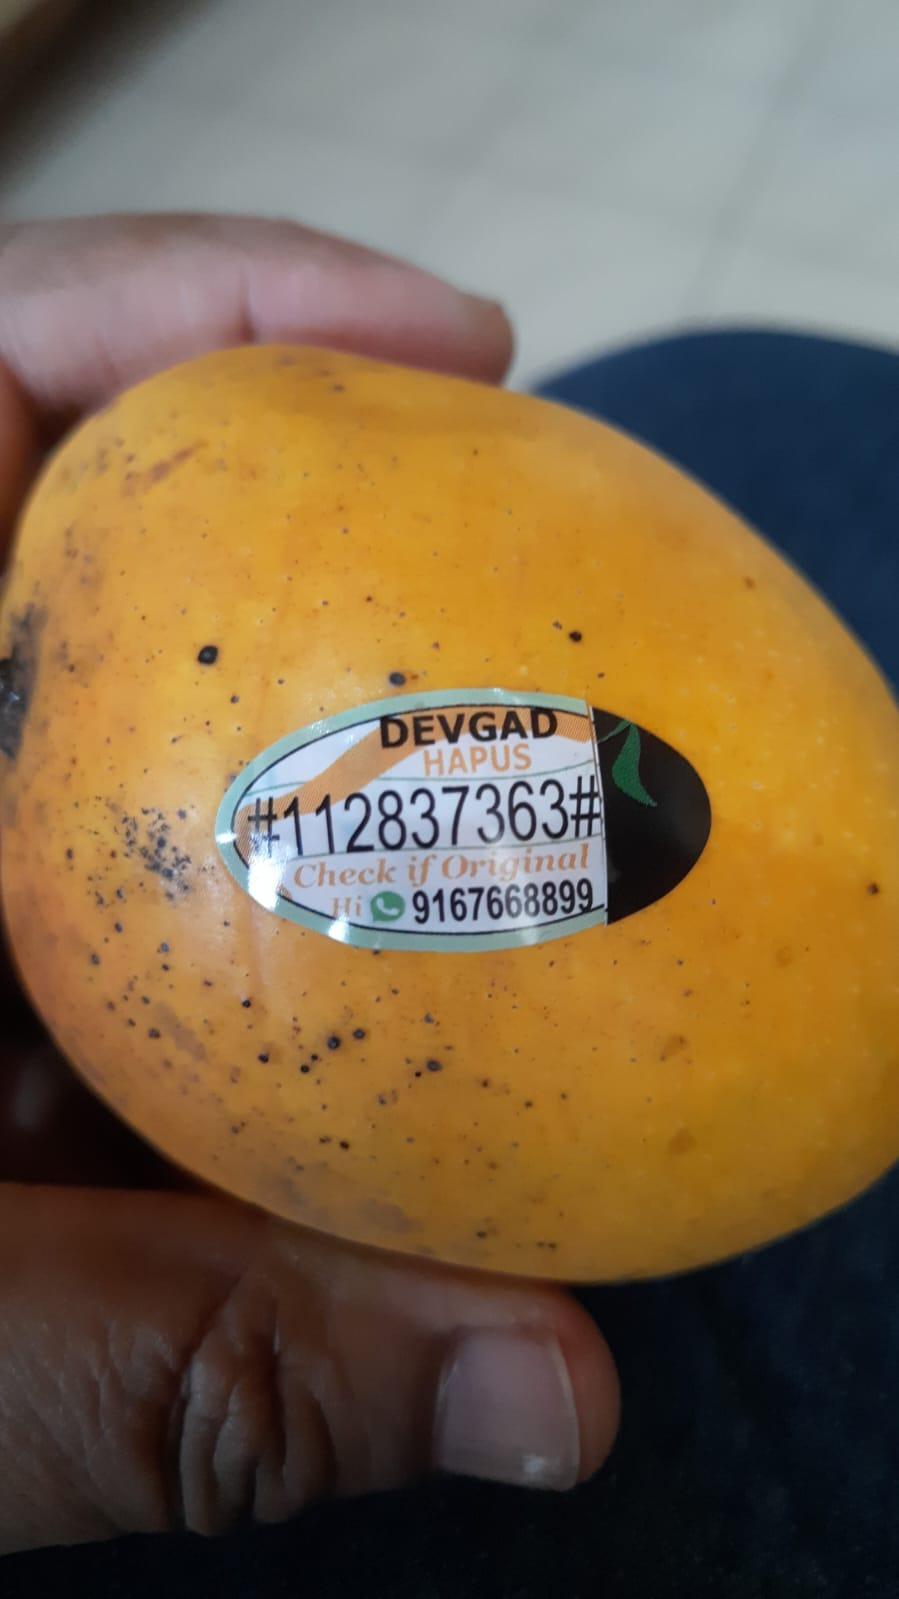 DEVGAD
HAPUS
#112837363#
Check if Original
Hi 9167668899